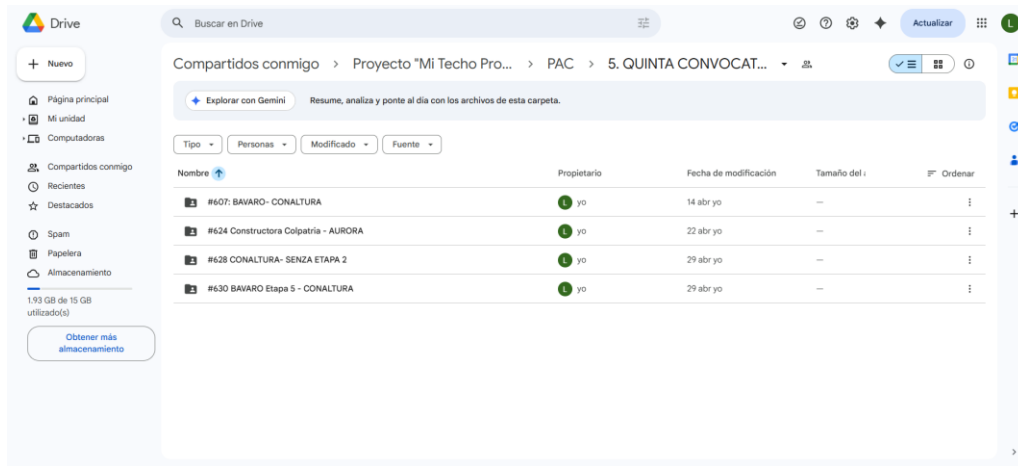 Drive
Buscar en Drive
Actualizar
L
Nuevo
Página principal
Mi unidad
Computadoras
Compartidos conmigo
Recientes
Destacados
Spam
Papelera
Almacenamiento
1.93 GB de 15 GB
utilizado(s)
Obtener más
almacenamiento
Compartidos conmigo > Proyecto "Mi Techo Pro... > PAC > 5. QUINTA CONVOCAT...
Explorar con Gemini Resume, analiza y ponte al día con los archivos de esta carpeta.
Tipo Personas Modificado Fuente
Nombre Propietario Fecha de modificación Tamaño del Ordenar
#607: BAVARO- CONALTURA L yo 14 abr yo —
#624 Constructora Colpatria - AURORA L yo 22 abr yo —
#628 CONALTURA- SENZA ETAPA 2 L yo 29 abr yo —
#630 BAVARO Etapa 5 - CONALTURA L yo 29 abr yo —